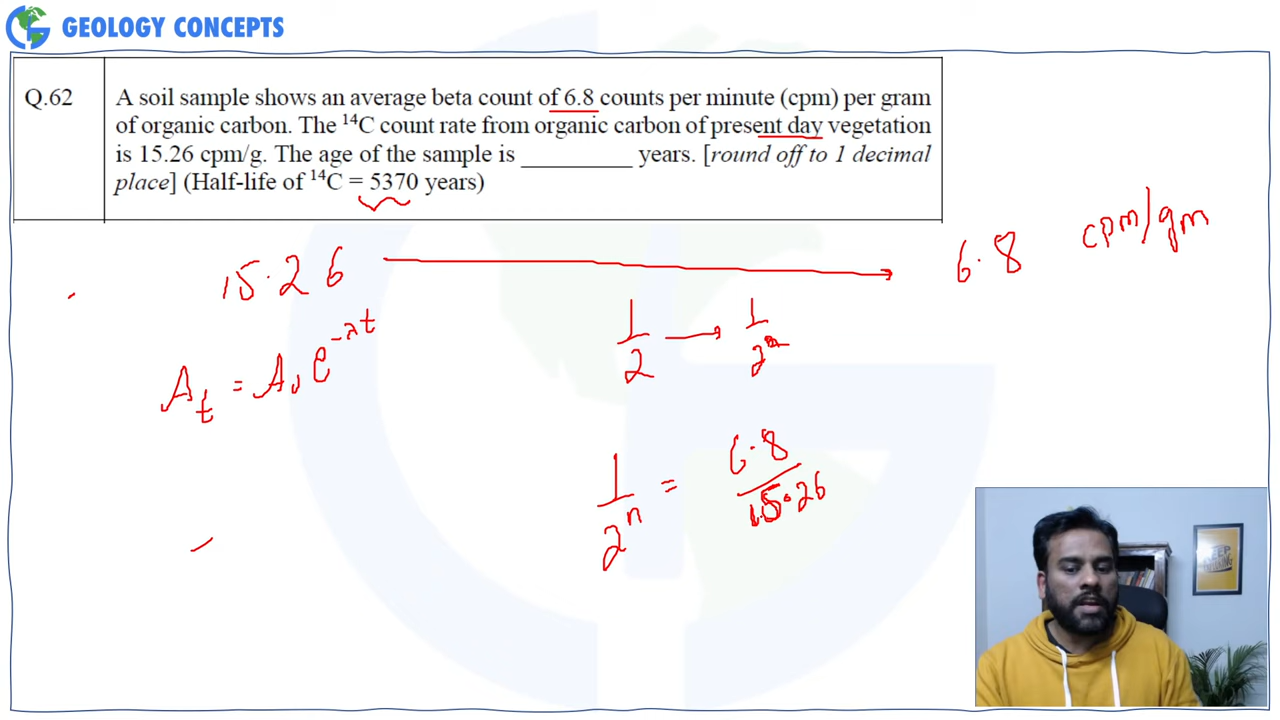 GEOLOGY CONCEPTS
Q.62
A soil sample shows an average beta count of 6.8 counts per minute (cpm) per gram
of organic carbon. The ¹⁴C count rate from organic carbon of present day vegetation
is 15.26 cpm/g. The age of the sample is __________ years. [round off to 1 decimal
place] (Half-life of ¹⁴C = 5370 years)
15.26 → 6.8 cpm/gm
1/2 → 1/2ⁿ
Aₜ = A₀ e^-λt
1/2ⁿ = 6.8/15.26